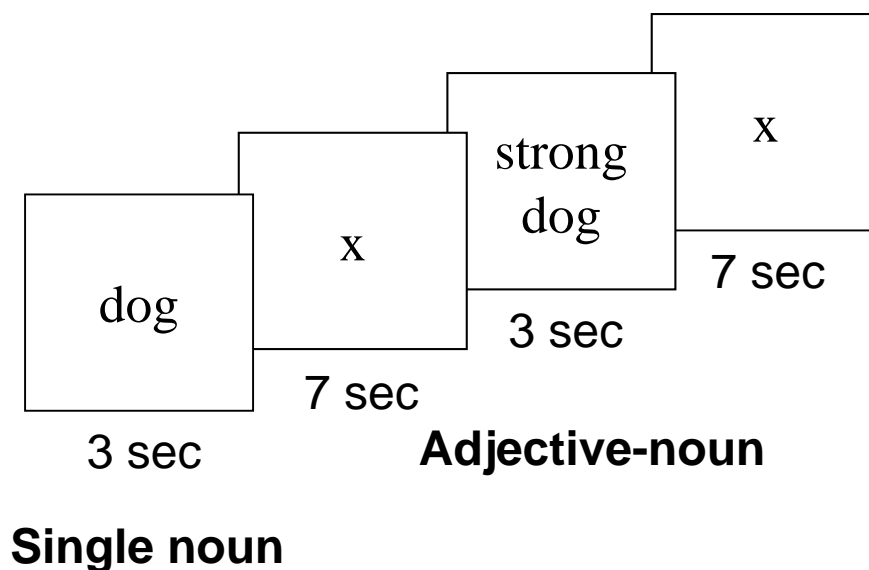 dog
3 sec
Single noun
x
7 sec
strong
dog
3 sec
Adjective-noun
x
7 sec